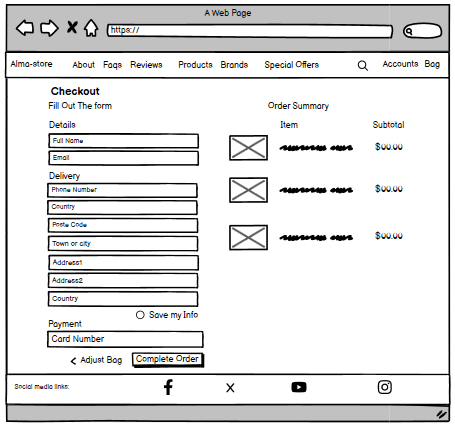 A Web Page
https://
Alma-store About Faqs Reviews Products Brands Special Offers Accounts Bag
Checkout
Fill Out The form
Order Summary
Details
Item Subtotal
Full Name
Email
$00.00
Delivery
Phone Number
$00.00
Country
Poste Code
Town or city
$00.00
Address1
Address2
Country
Save my Info
Payment
Card Number
< Adjust Bag Complete Order
Social media links: